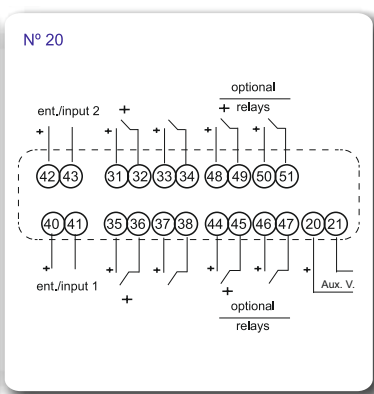 Nº 20
optional
relays
ent./input 2
+ + + + + + +
42 43 31 32 33 34 48 49 50 51
40 41 35 36 37 38 44 45 46 47 20 21
+ + + + + + + +
Aux. V.
ent./input 1
optional
relays